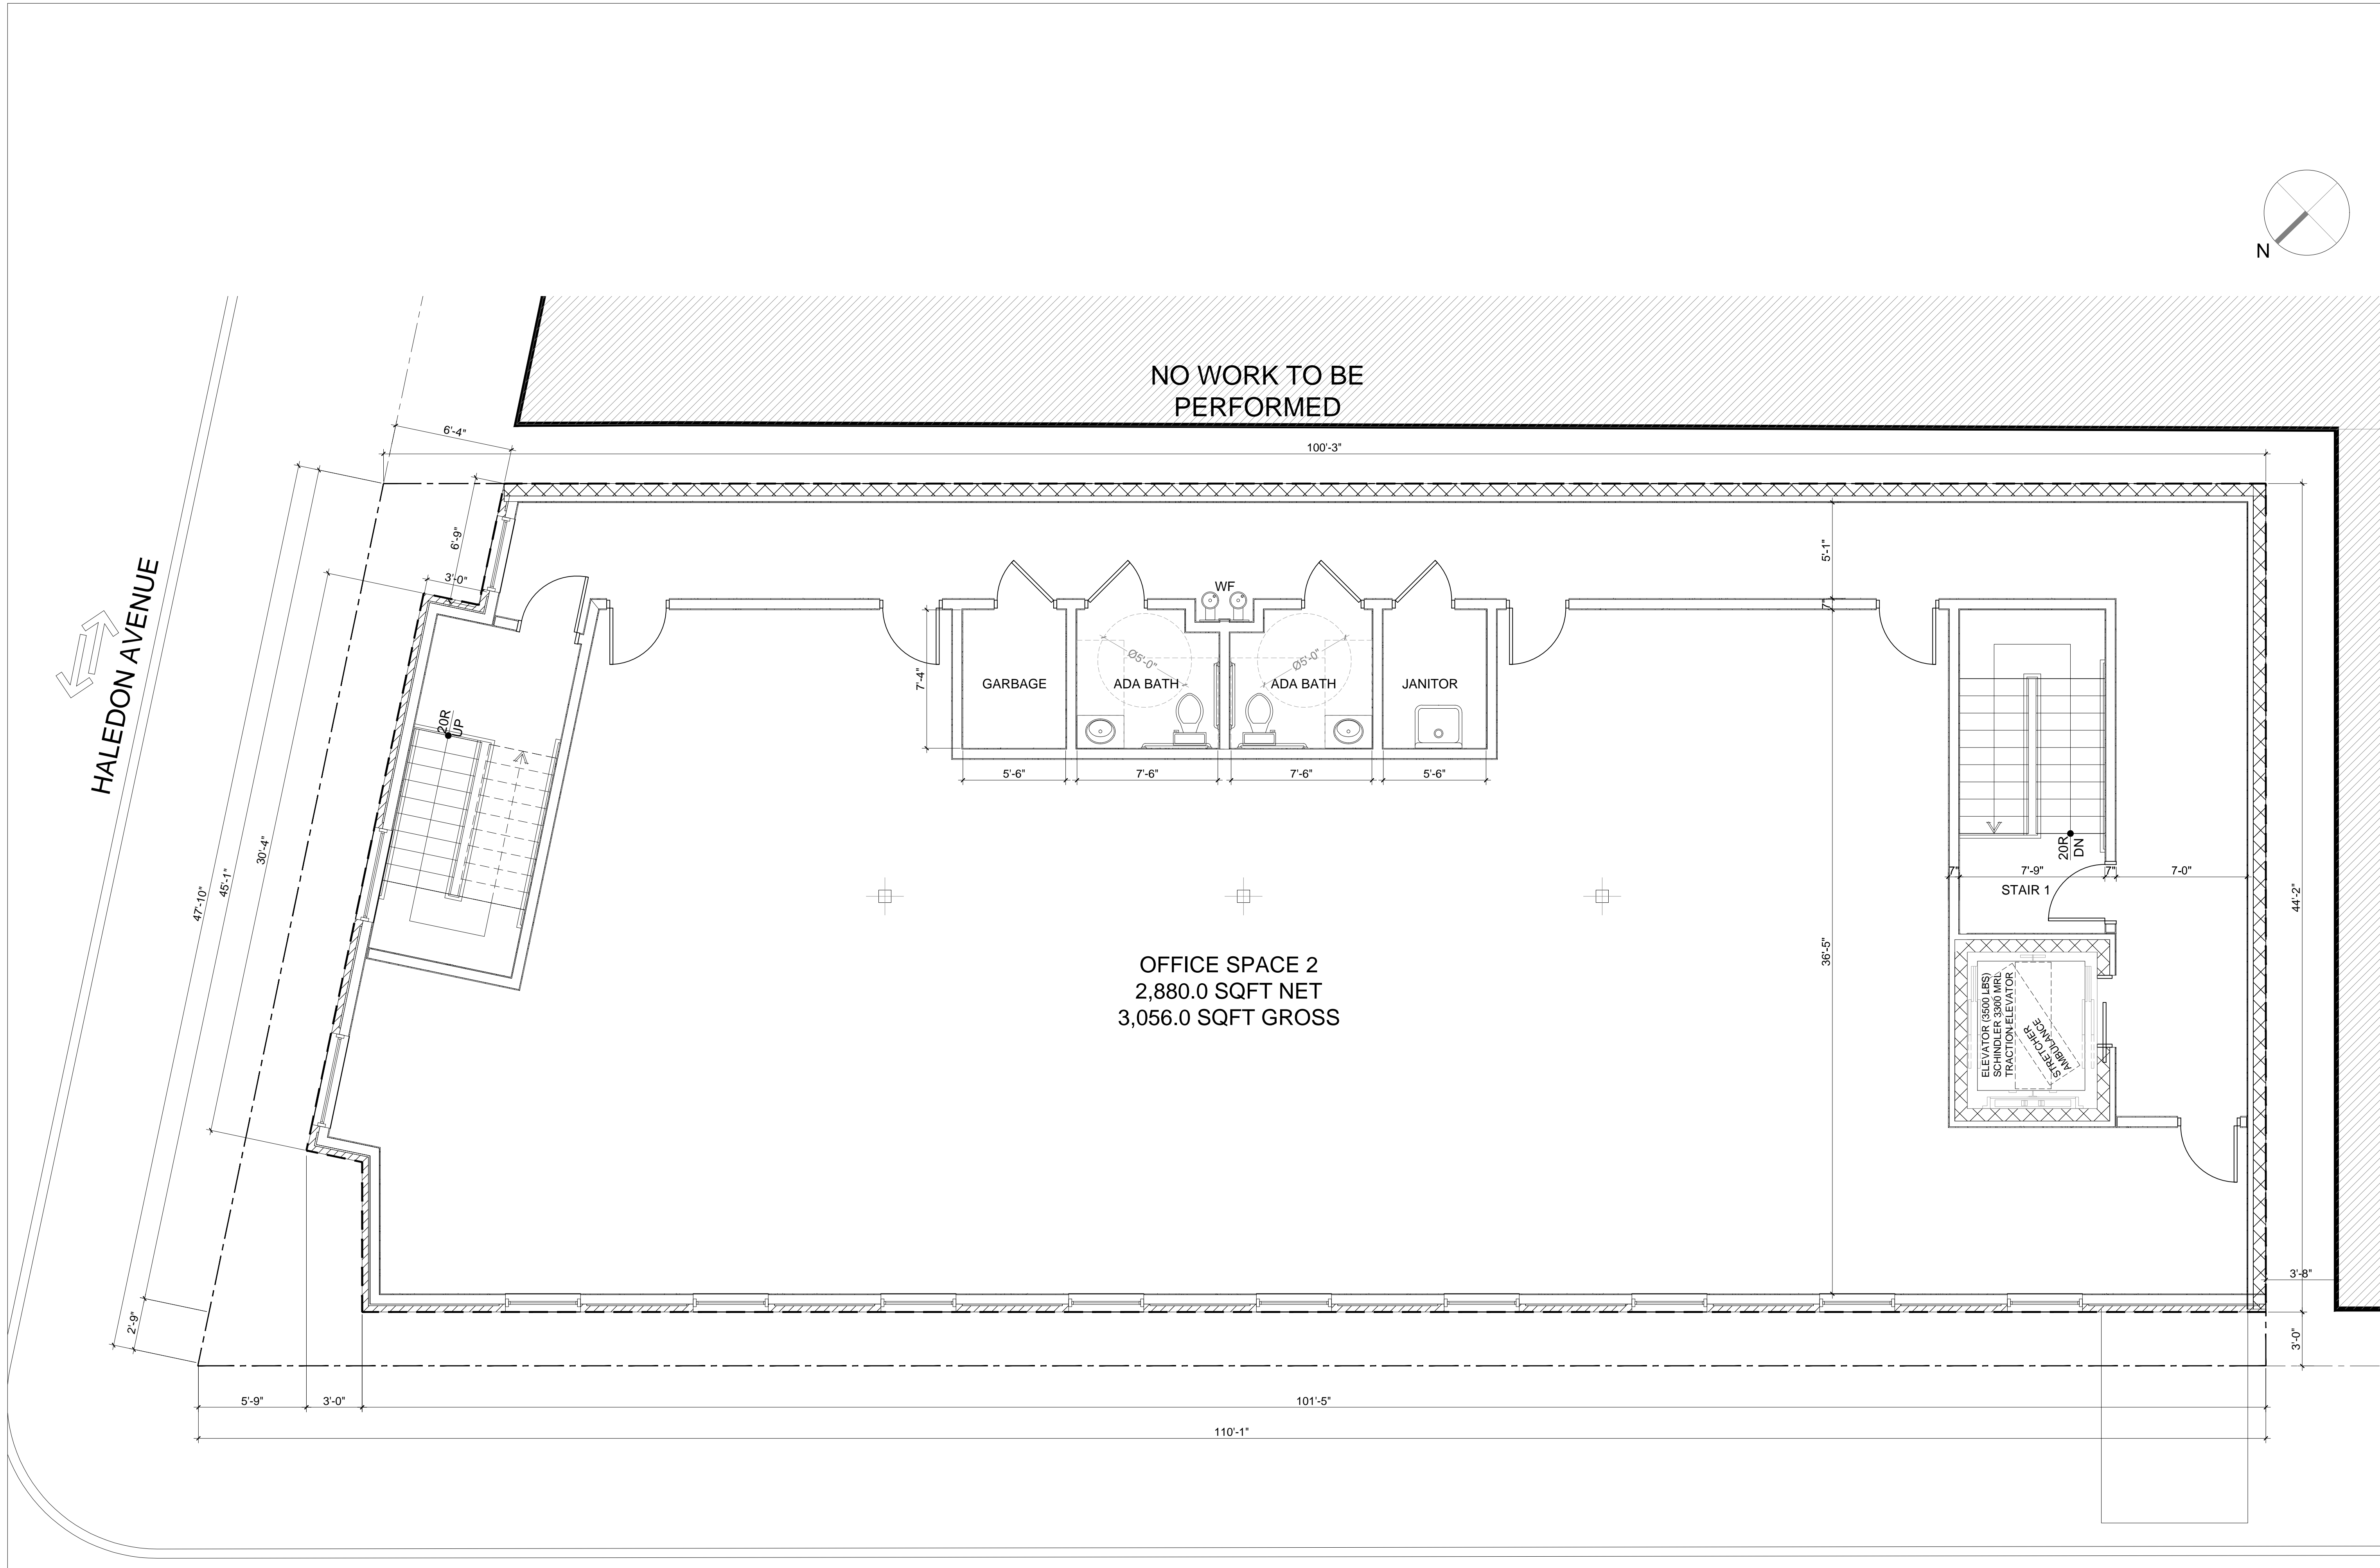 N
NO WORK TO BE
PERFORMED
6'-4"
100'-3"
6'-9"
3'-0"
HALEDON AVENUE
47'-10"
45'-1"
30'-4"
2'-9"
20R
UP
7'-4"
GARBAGE
ADA BATH
Ø5'-0"
WF
ADA BATH
Ø5'-0"
JANITOR
5'-6"
7'-6"
7'-6"
5'-6"
5'-1"
7"
36'-5"
20R
DN
7"
7'-9"
7"
7-0"
STAIR 1
44'-2"
ELEVATOR (3500 LBS)
SCHINDLER 3300 MRL
TRACTION ELEVATOR
STRETCHER
AMBULANCE
OFFICE SPACE 2
2,880.0 SQFT NET
3,056.0 SQFT GROSS
3'-8"
3'-0"
5'-9"
3'-0"
101'-5"
110'-1"